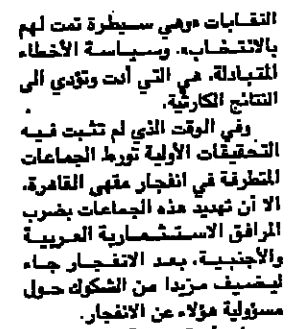 النقابات «وهي سيطرة تمت لهم
بالانتخاب». وسياسة الأخطاء
المتبادلة، هي التي أدت وتؤدي الى
النتائج الكارثية.
وفي الوقت الذي لم تثبت فيه
التحقيقات الأولية تورط الجماعات
المتطرفة في انفجار مقهى القاهرة،
الا أن تهديد هذه الجماعات بضرب
المرافق الاستثمارية العربية
والأجنبية، بعد الانفجار جاء
ليضيف مزيدا من الشكوك حول
مسؤولية هؤلاء عن الانفجار.